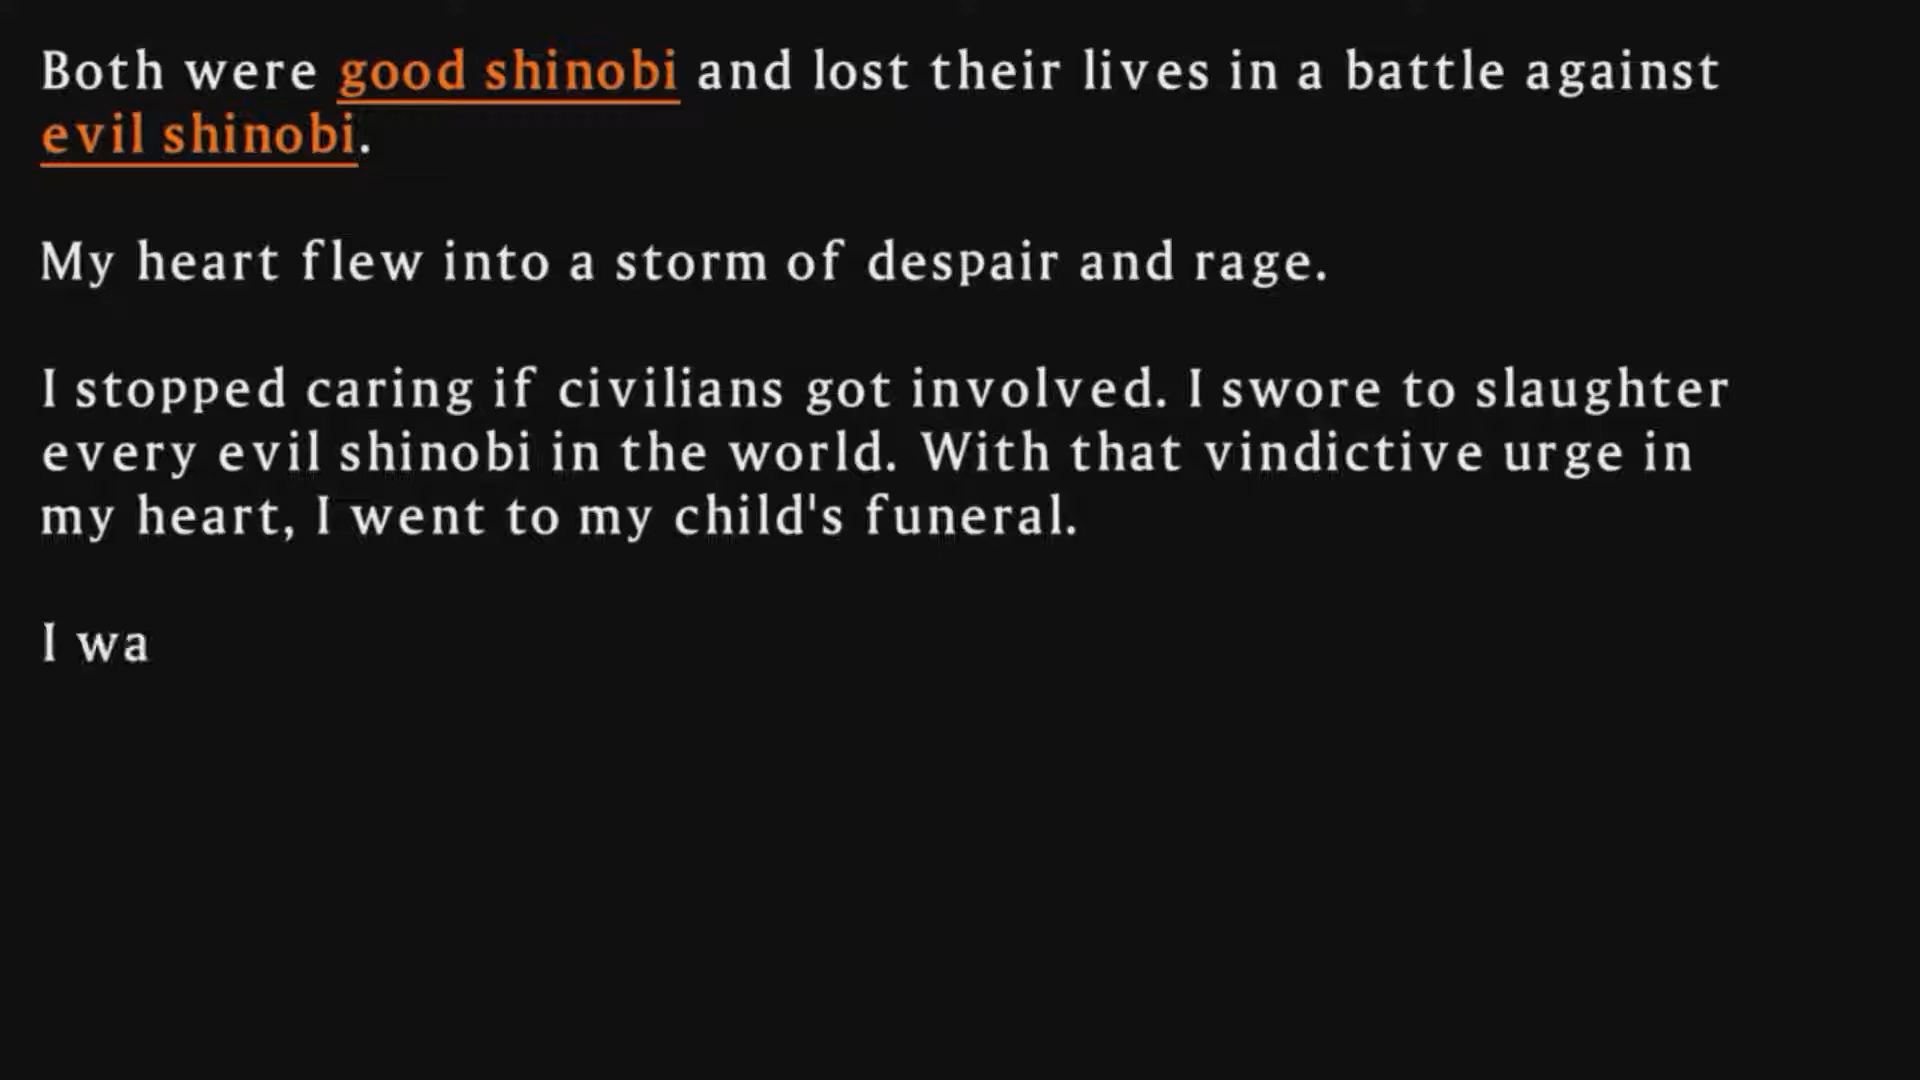 Both were good shinobi and lost their lives in a battle against
evil shinobi.
My heart flew into a storm of despair and rage.
I stopped caring if civilians got involved. I swore to slaughter
every evil shinobi in the world. With that vindictive urge in
my heart, I went to my child's funeral.
I wa